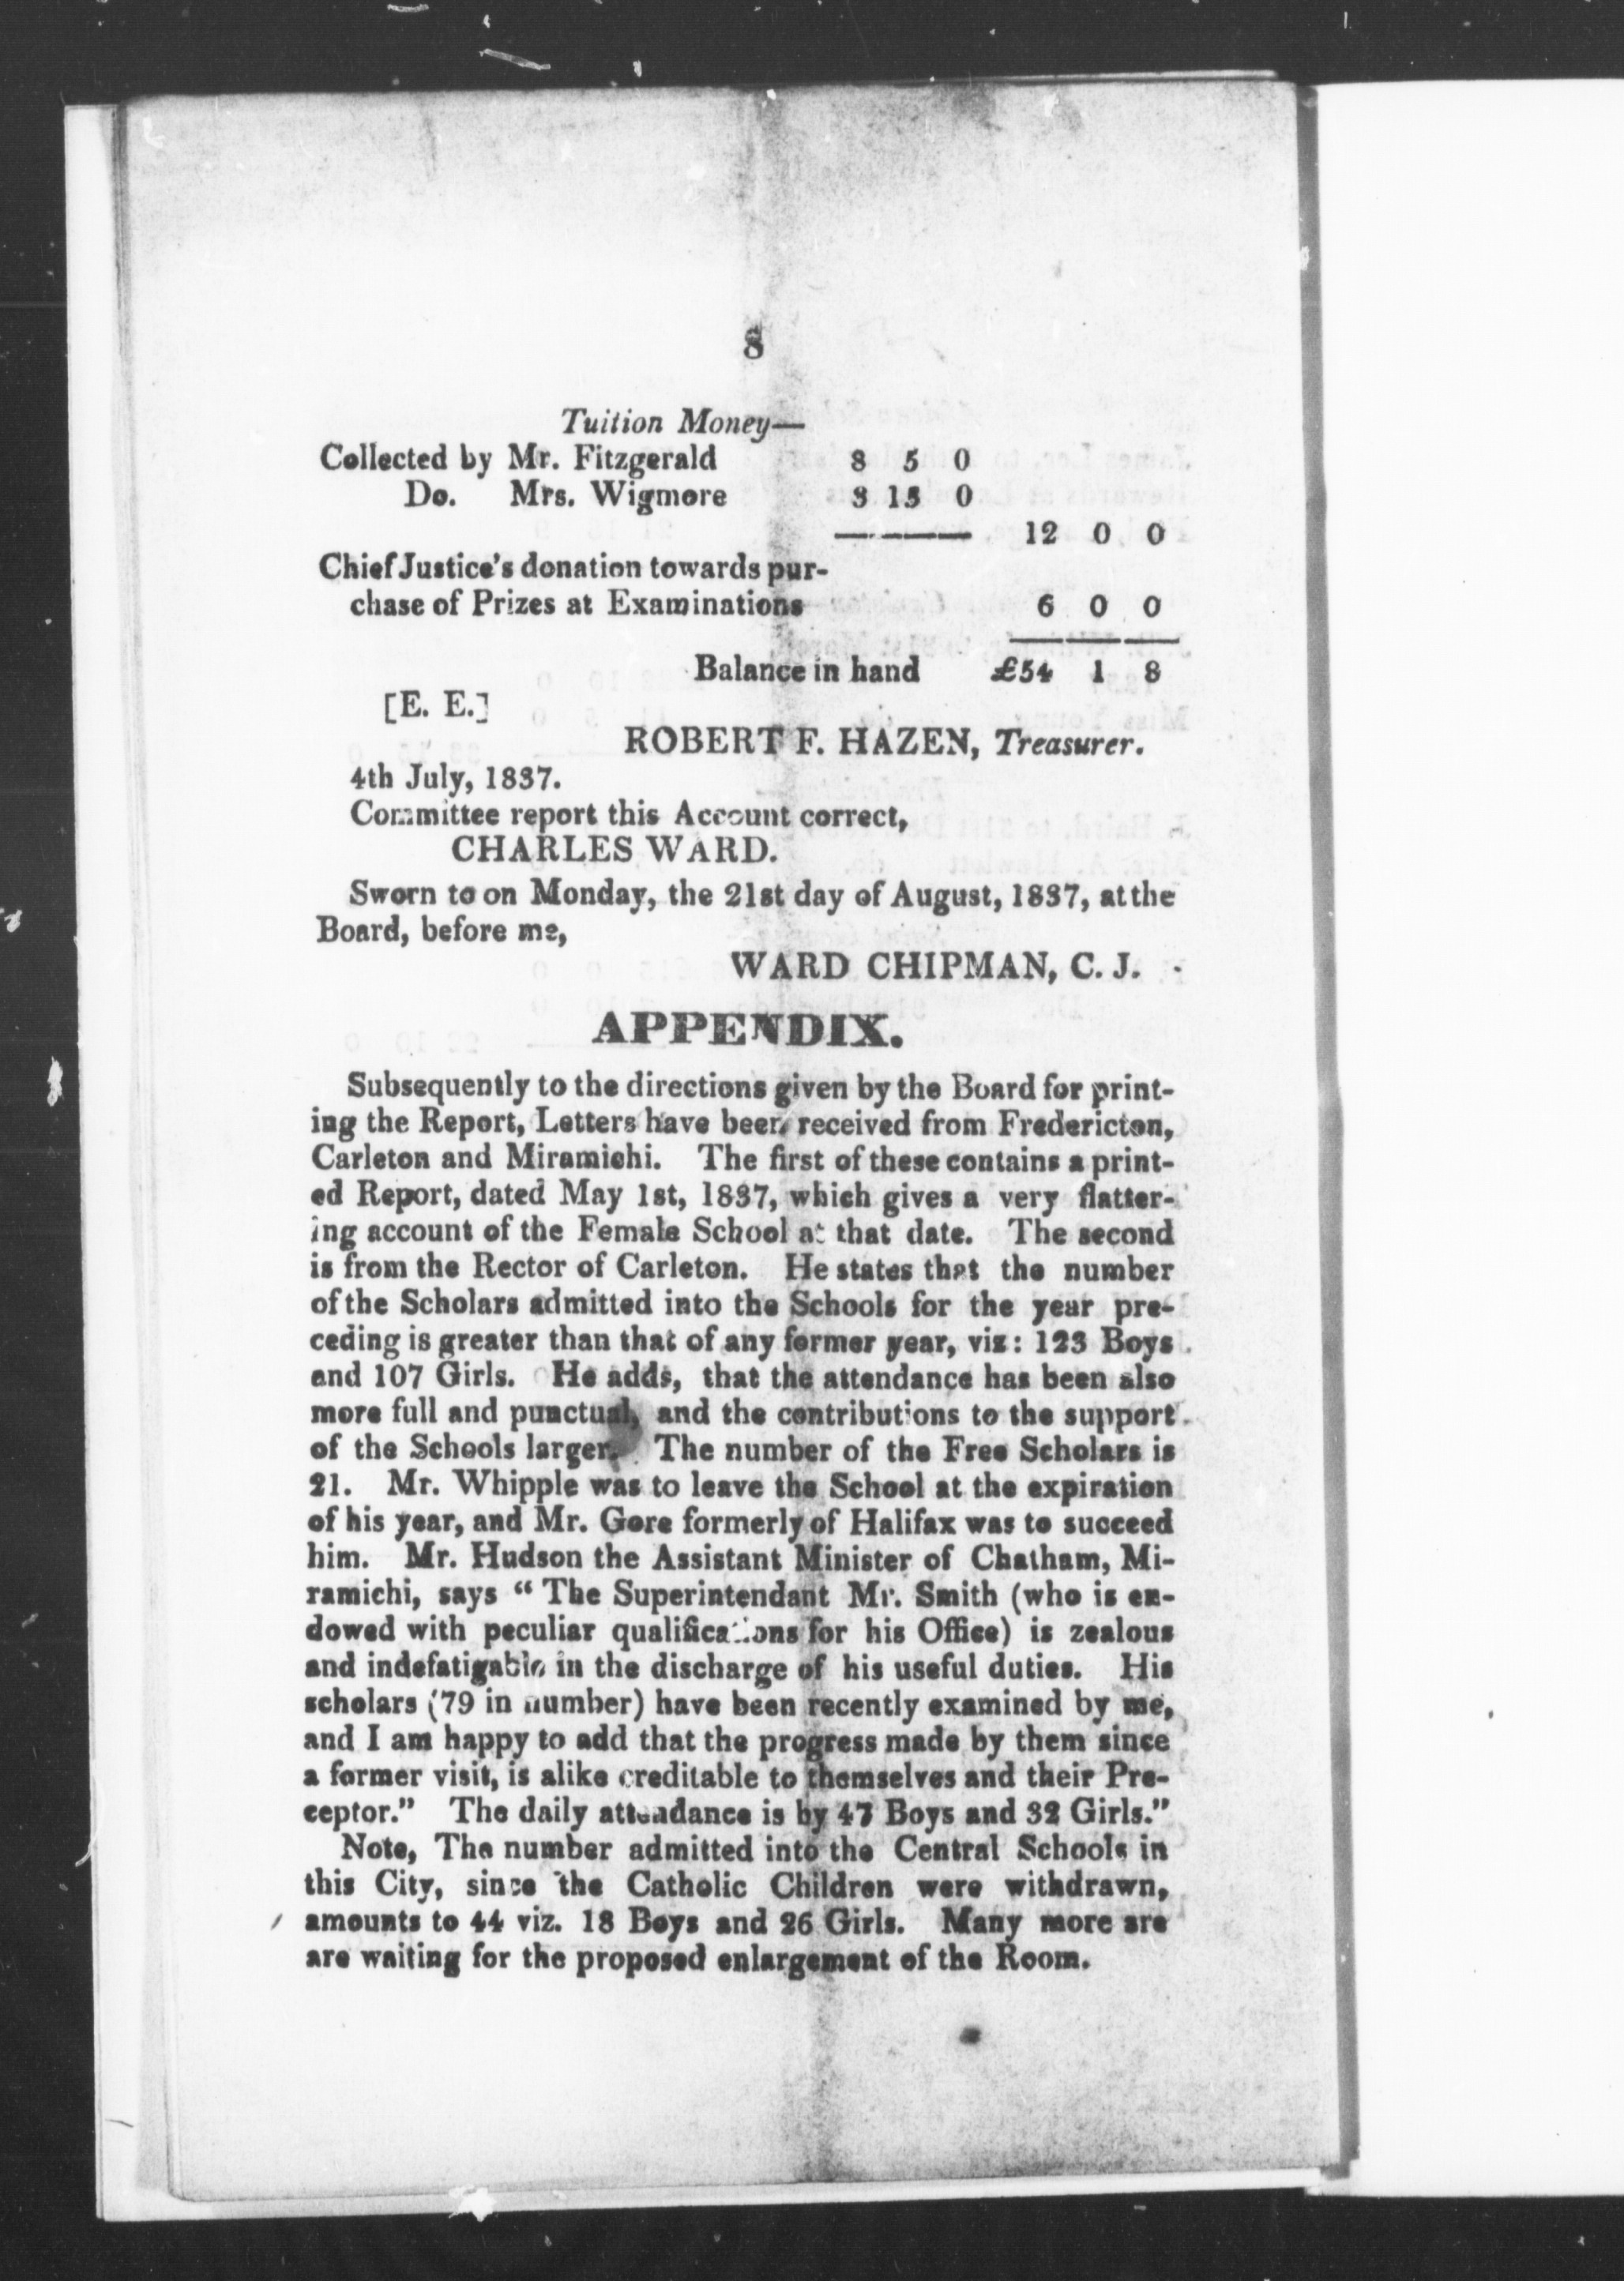 8
Tuition Money—
Collected by Mr. Fitzgerald 8 5 0
Do. Mrs. Wigmore 3 15 0
12 0 0
Chief Justice's donation towards pur-
chase of Prizes at Examinations 6 0 0
Balance in hand £54 1 8
[E. E.]
ROBERT F. HAZEN, Treasurer.
4th July, 1837.
Committee report this Account correct,
CHARLES WARD.
Sworn to on Monday, the 21st day of August, 1837, at the
Board, before me,
WARD CHIPMAN, C. J.
APPENDIX.
Subsequently to the directions given by the Board for print-
ing the Report, Letters have been received from Fredericton,
Carleton and Miramichi. The first of these contains a print-
ed Report, dated May 1st, 1837, which gives a very flatter-
ing account of the Female School at that date. The second
is from the Rector of Carleton. He states that the number
of the Scholars admitted into the Schools for the year pre-
ceding is greater than that of any former year, viz: 123 Boys
and 107 Girls. He adds, that the attendance has been also
more full and punctual, and the contributions to the support
of the Schools larger. The number of the Free Scholars is
21. Mr. Whipple was to leave the School at the expiration
of his year, and Mr. Gore formerly of Halifax was to succeed
him. Mr. Hudson the Assistant Minister of Chatham, Mi-
ramichi, says “ The Superintendant Mr. Smith (who is en-
dowed with peculiar qualifications for his Office) is zealous
and indefatigable in the discharge of his useful duties. His
scholars (79 in number) have been recently examined by me,
and I am happy to add that the progress made by them since
a former visit, is alike creditable to themselves and their Pre-
ceptor.” The daily attendance is by 47 Boys and 32 Girls.”
Note, The number admitted into the Central Schools in
this City, since the Catholic Children were withdrawn,
amounts to 44 viz. 18 Boys and 26 Girls. Many more are
are waiting for the proposed enlargement of the Room.